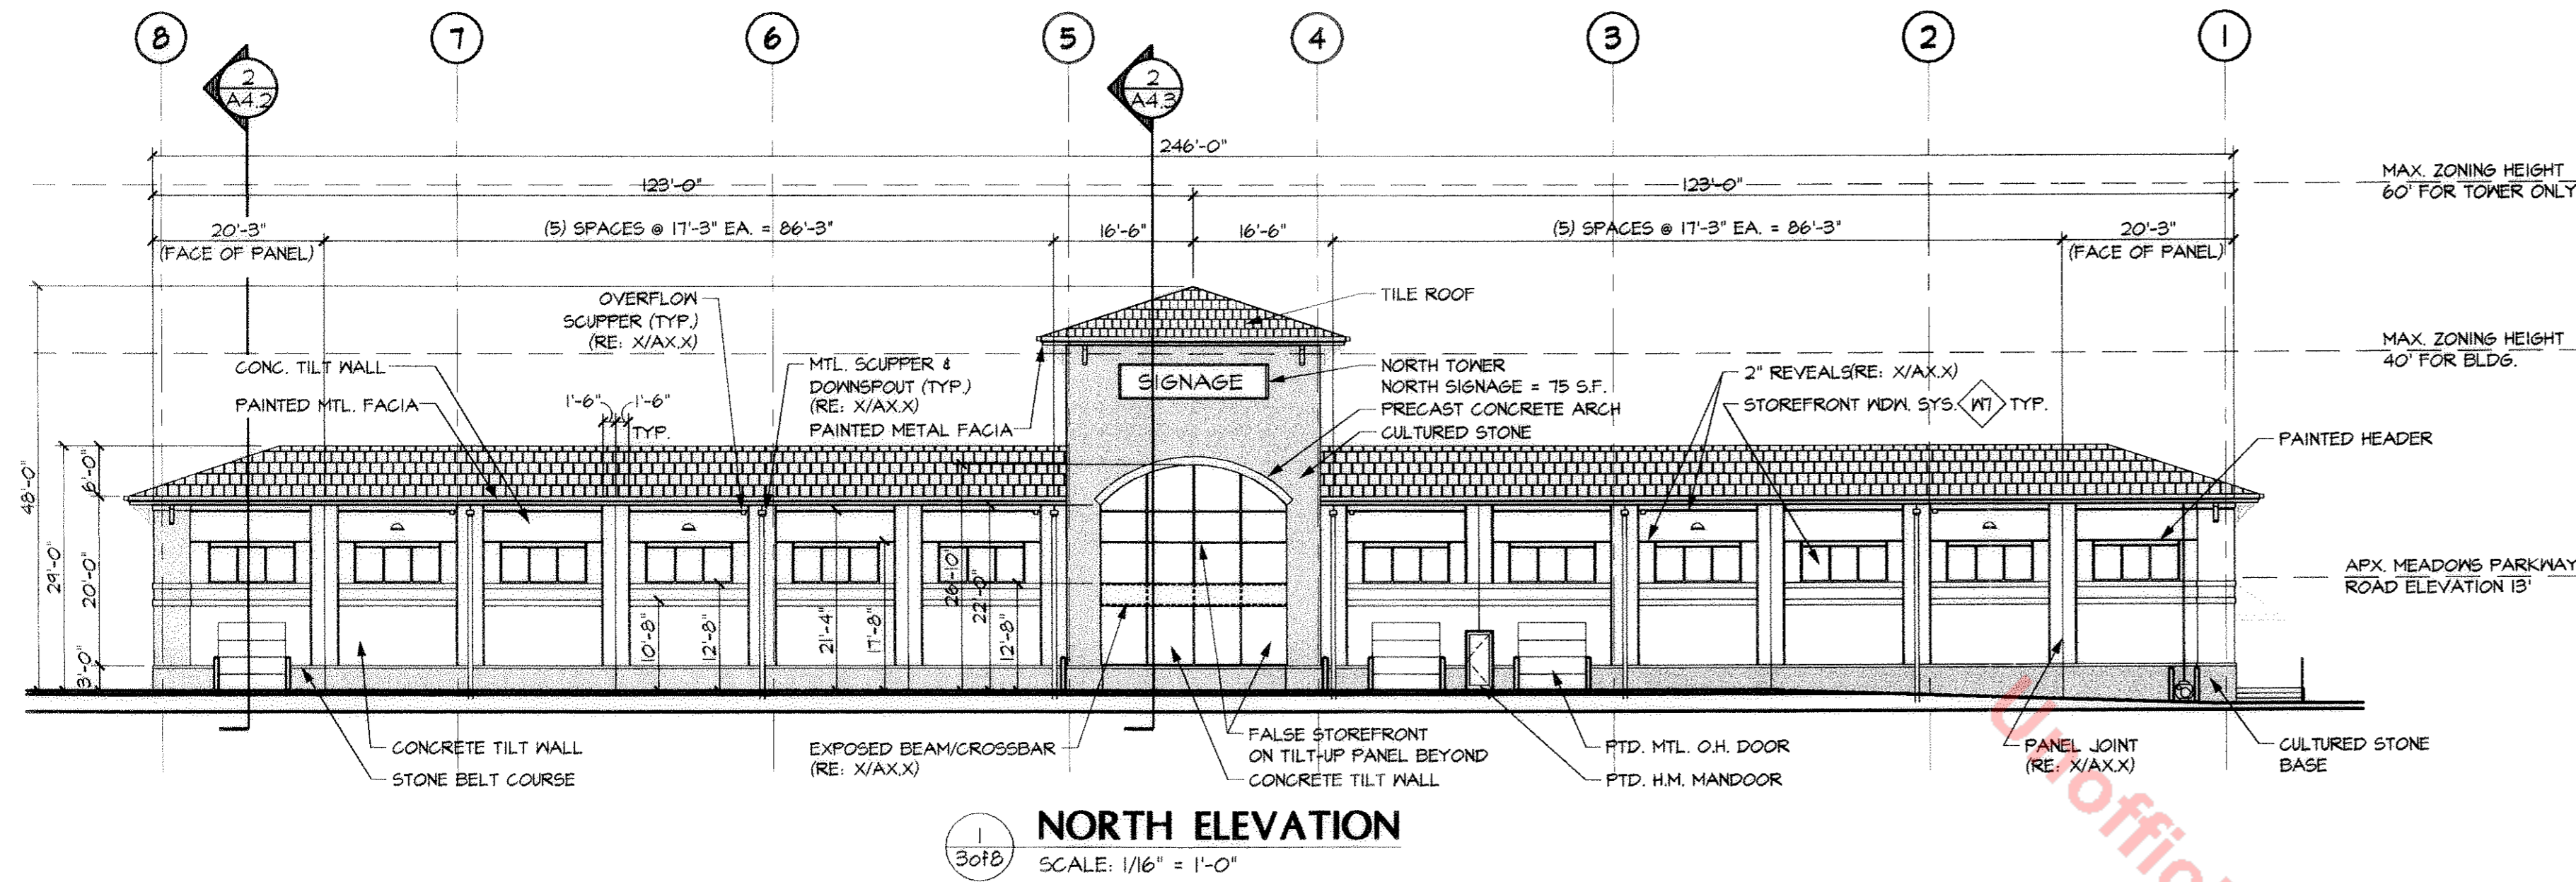 8 7 6 5 4 3 2 1
2
A4.2
2
A4.3
246'-0"
123'-0" 123'-0"
MAX. ZONING HEIGHT
60' FOR TOWER ONLY
20'-3"
(FACE OF PANEL)
(5) SPACES @ 17'-3" EA. = 86'-3"
16'-6" 16'-6"
(5) SPACES @ 17'-3" EA. = 86'-3"
20'-3"
(FACE OF PANEL)
OVERFLOW
SCUPPER (TYP.)
(RE: X/AX.X)
TILE ROOF
MAX. ZONING HEIGHT
40' FOR BLDG.
CONC. TILT WALL
PAINTED MTL. FACIA
1'-6" 1'-6"
TYP.
MTL. SCUPPER &
DOWNSPOUT (TYP.)
(RE: X/AX.X)
PAINTED METAL FACIA
SIGNAGE
NORTH TOWER
NORTH SIGNAGE = 75 S.F.
PRECAST CONCRETE ARCH
CULTURED STONE
2" REVEALS(RE: X/AX.X)
STOREFRONT WDW. SYS. W7 TYP.
PAINTED HEADER
48'-0"
29'-0"
6'-0"
20'-0"
3'-0"
10'-8"
12'-8"
21'-4"
17'-8"
26'-10"
22'-0"
12'-8"
APX. MEADOWS PARKWAY
ROAD ELEVATION 13'
CONCRETE TILT WALL
STONE BELT COURSE
EXPOSED BEAM/CROSSBAR
(RE: X/AX.X)
FALSE STOREFRONT
ON TILT-UP PANEL BEYOND
CONCRETE TILT WALL
PTD. MTL. O.H. DOOR
PTD. H.M. MANDOOR
PANEL JOINT
(RE: X/AX.X)
CULTURED STONE
BASE
1
3of8
NORTH ELEVATION
SCALE: 1/16" = 1'-0"